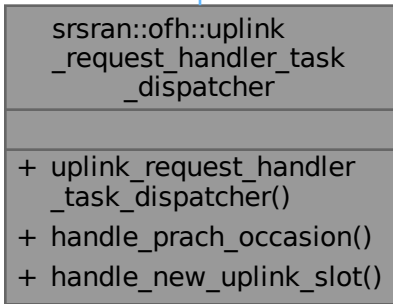 srsran::ofh::uplink
_request_handler_task
_dispatcher
+ uplink_request_handler
_task_dispatcher()
+ handle_prach_occasion()
+ handle_new_uplink_slot()